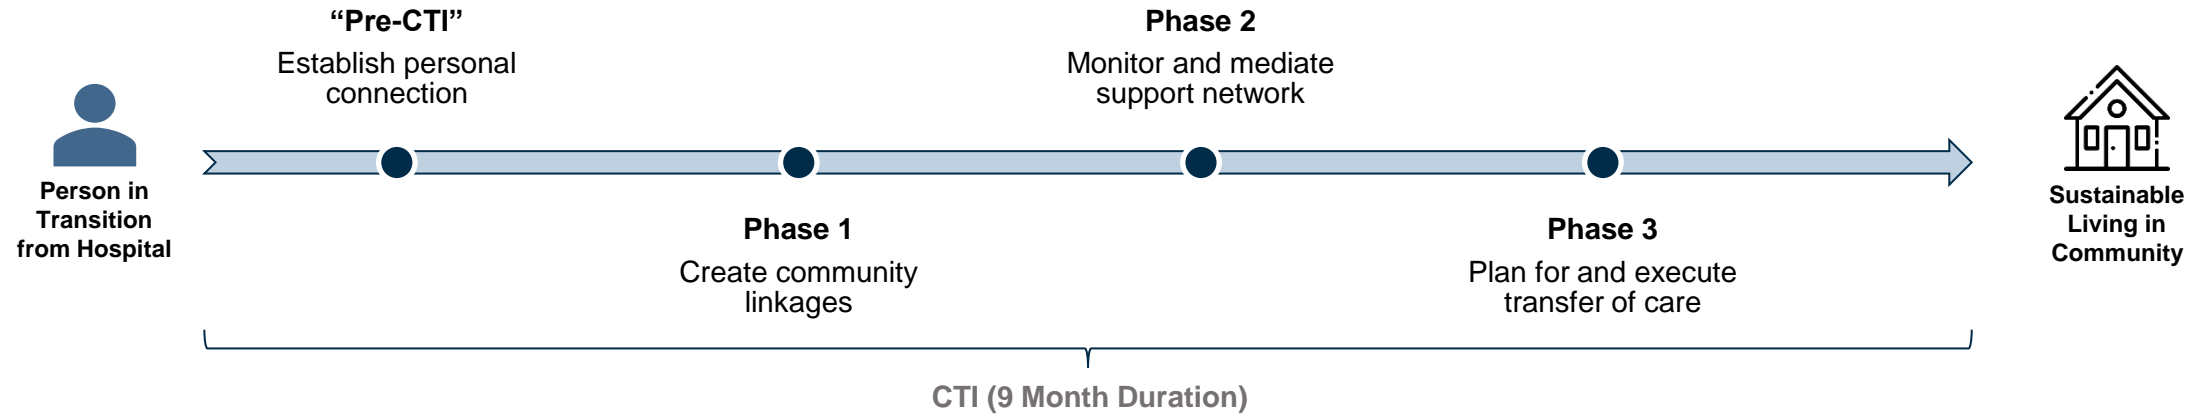 “Pre-CTI”
Establish personal
connection
Phase 2
Monitor and mediate
support network
Person in
Transition
from Hospital
Sustainable
Living in
Community
Phase 1
Create community
linkages
Phase 3
Plan for and execute
transfer of care
CTI (9 Month Duration)